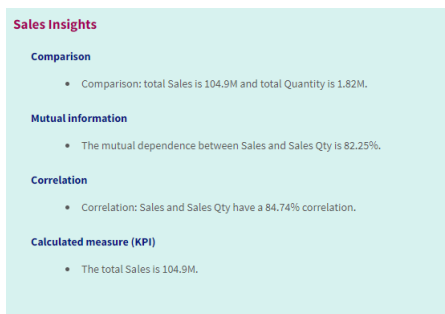 Sales Insights
Comparison
• Comparison: total Sales is 104.9M and total Quantity is 1.82M.
Mutual information
• The mutual dependence between Sales and Sales Qty is 82.25%.
Correlation
• Correlation: Sales and Sales Qty have a 84.74% correlation.
Calculated measure (KPI)
• The total Sales is 104.9M.